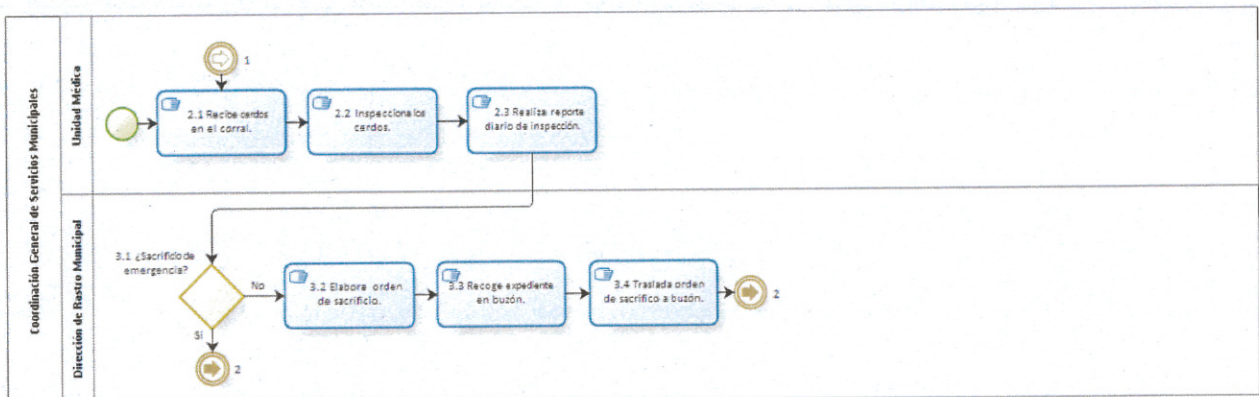 Coordinación General de Servicios Municipales
Unidad Médica
1
2.1 Recibe cerdos
en el corral.
2.2 Inspecciona los
cerdos.
2.3 Realiza reporte
diario de inspección.
Dirección de Rastro Municipal
3.1 ¿Sacrificio de
emergencia?
No
Si
2
3.2 Elabora orden
de sacrificio.
3.3 Recoge expediente
en buzón.
3.4 Traslada orden
de sacrifico a buzón.
2